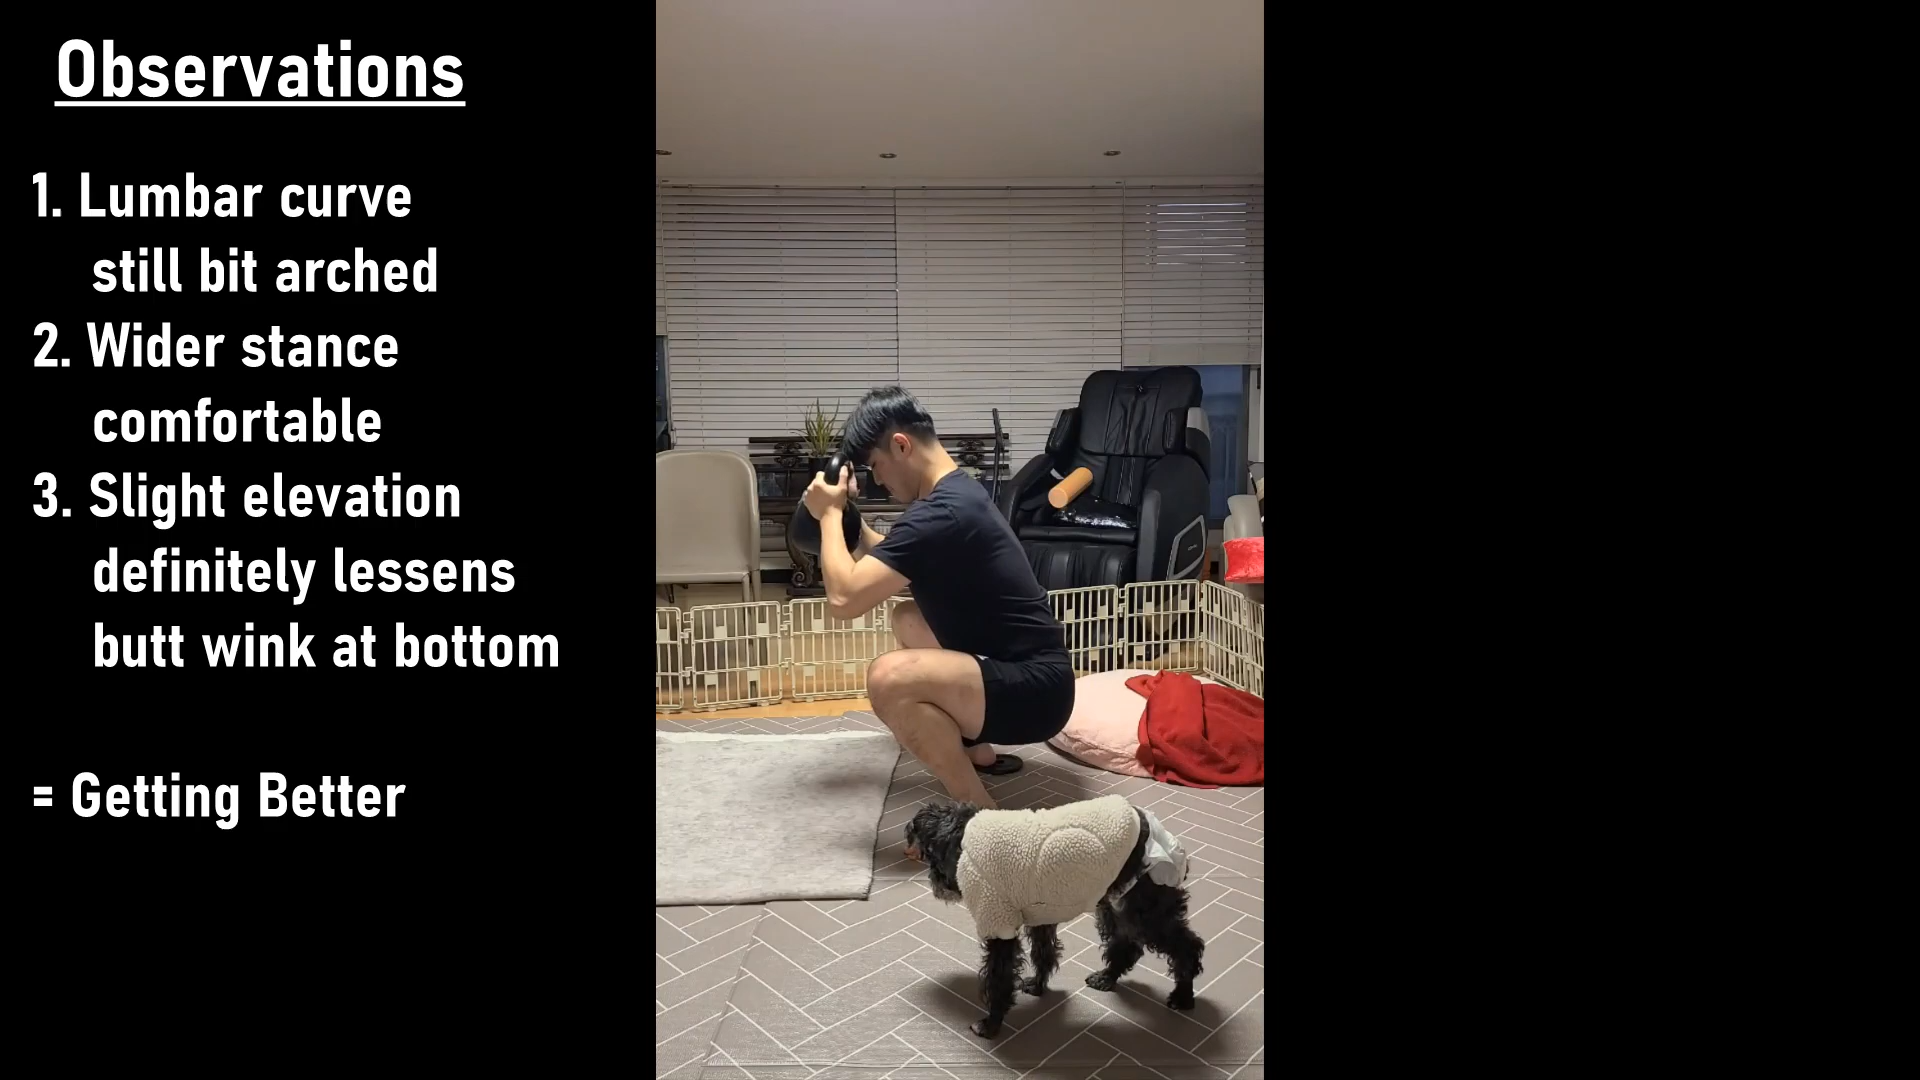 Observations
1. Lumbar curve
still bit arched
2. Wider stance
comfortable
3. Slight elevation
definitely lessens
butt wink at bottom
= Getting Better